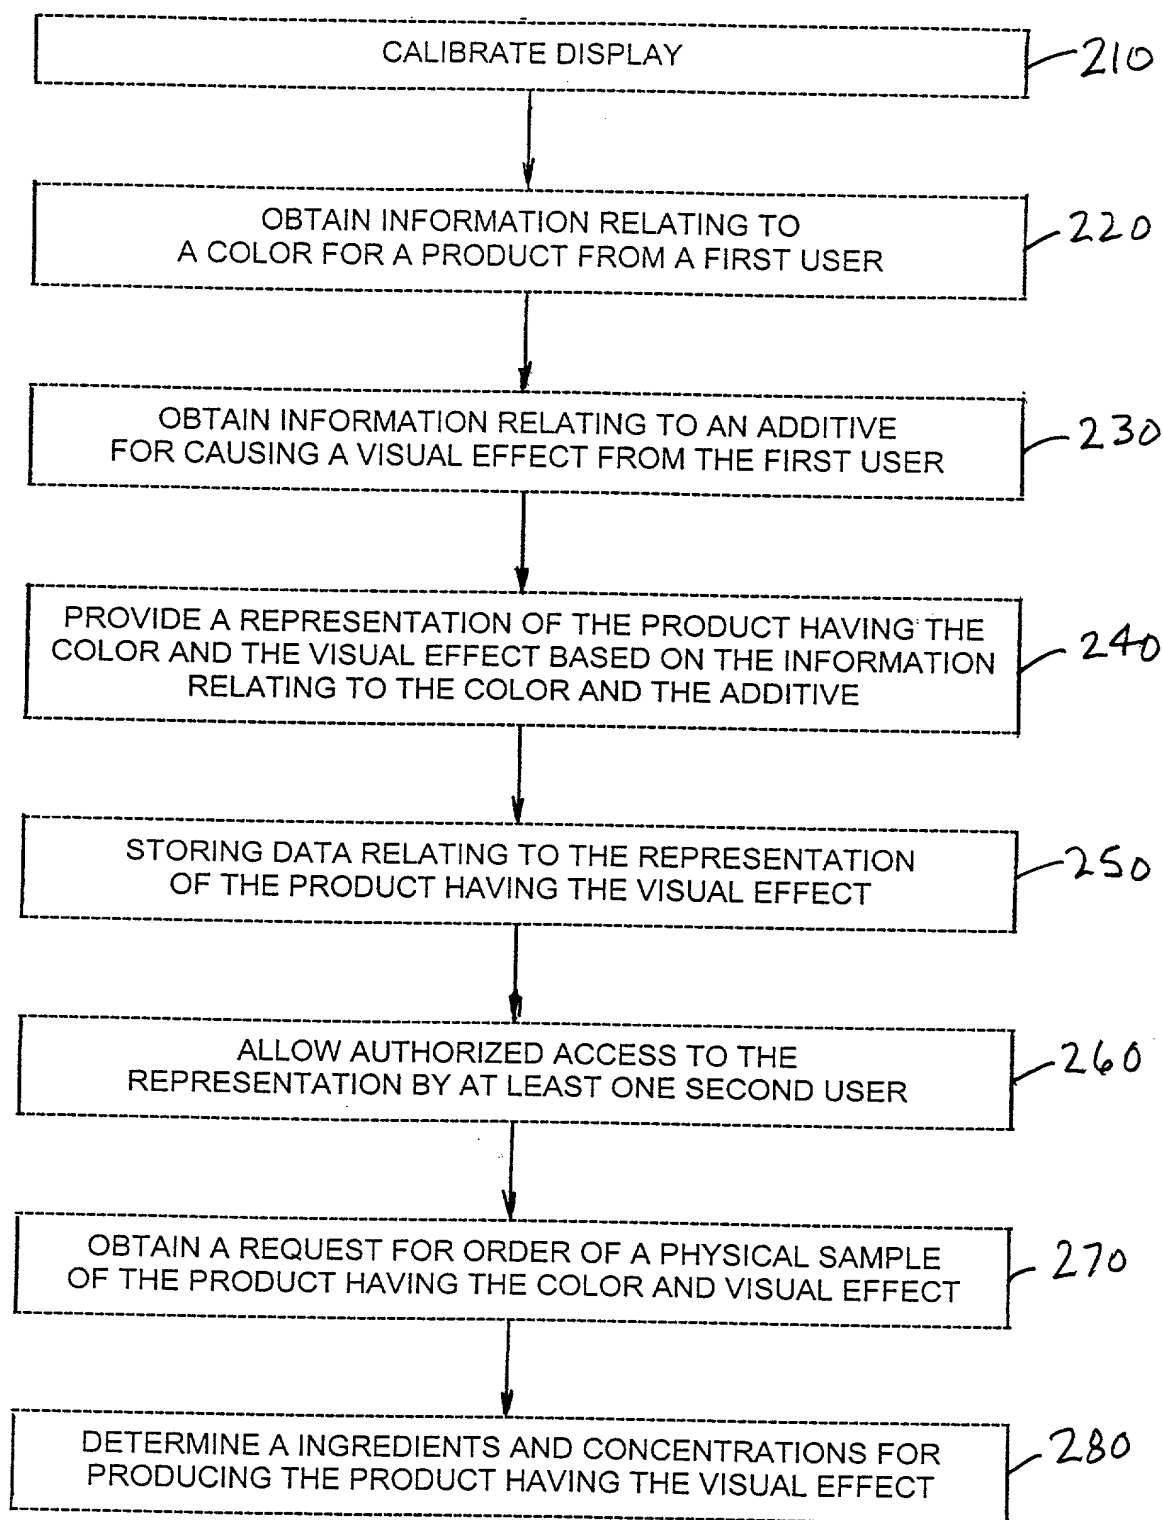 CALIBRATE DISPLAY
210
OBTAIN INFORMATION RELATING TO
A COLOR FOR A PRODUCT FROM A FIRST USER
220
OBTAIN INFORMATION RELATING TO AN ADDITIVE
FOR CAUSING A VISUAL EFFECT FROM THE FIRST USER
230
PROVIDE A REPRESENTATION OF THE PRODUCT HAVING THE
COLOR AND THE VISUAL EFFECT BASED ON THE INFORMATION
RELATING TO THE COLOR AND THE ADDITIVE
240
STORING DATA RELATING TO THE REPRESENTATION
OF THE PRODUCT HAVING THE VISUAL EFFECT
250
ALLOW AUTHORIZED ACCESS TO THE
REPRESENTATION BY AT LEAST ONE SECOND USER
260
OBTAIN A REQUEST FOR ORDER OF A PHYSICAL SAMPLE
OF THE PRODUCT HAVING THE COLOR AND VISUAL EFFECT
270
DETERMINE A INGREDIENTS AND CONCENTRATIONS FOR
PRODUCING THE PRODUCT HAVING THE VISUAL EFFECT
280